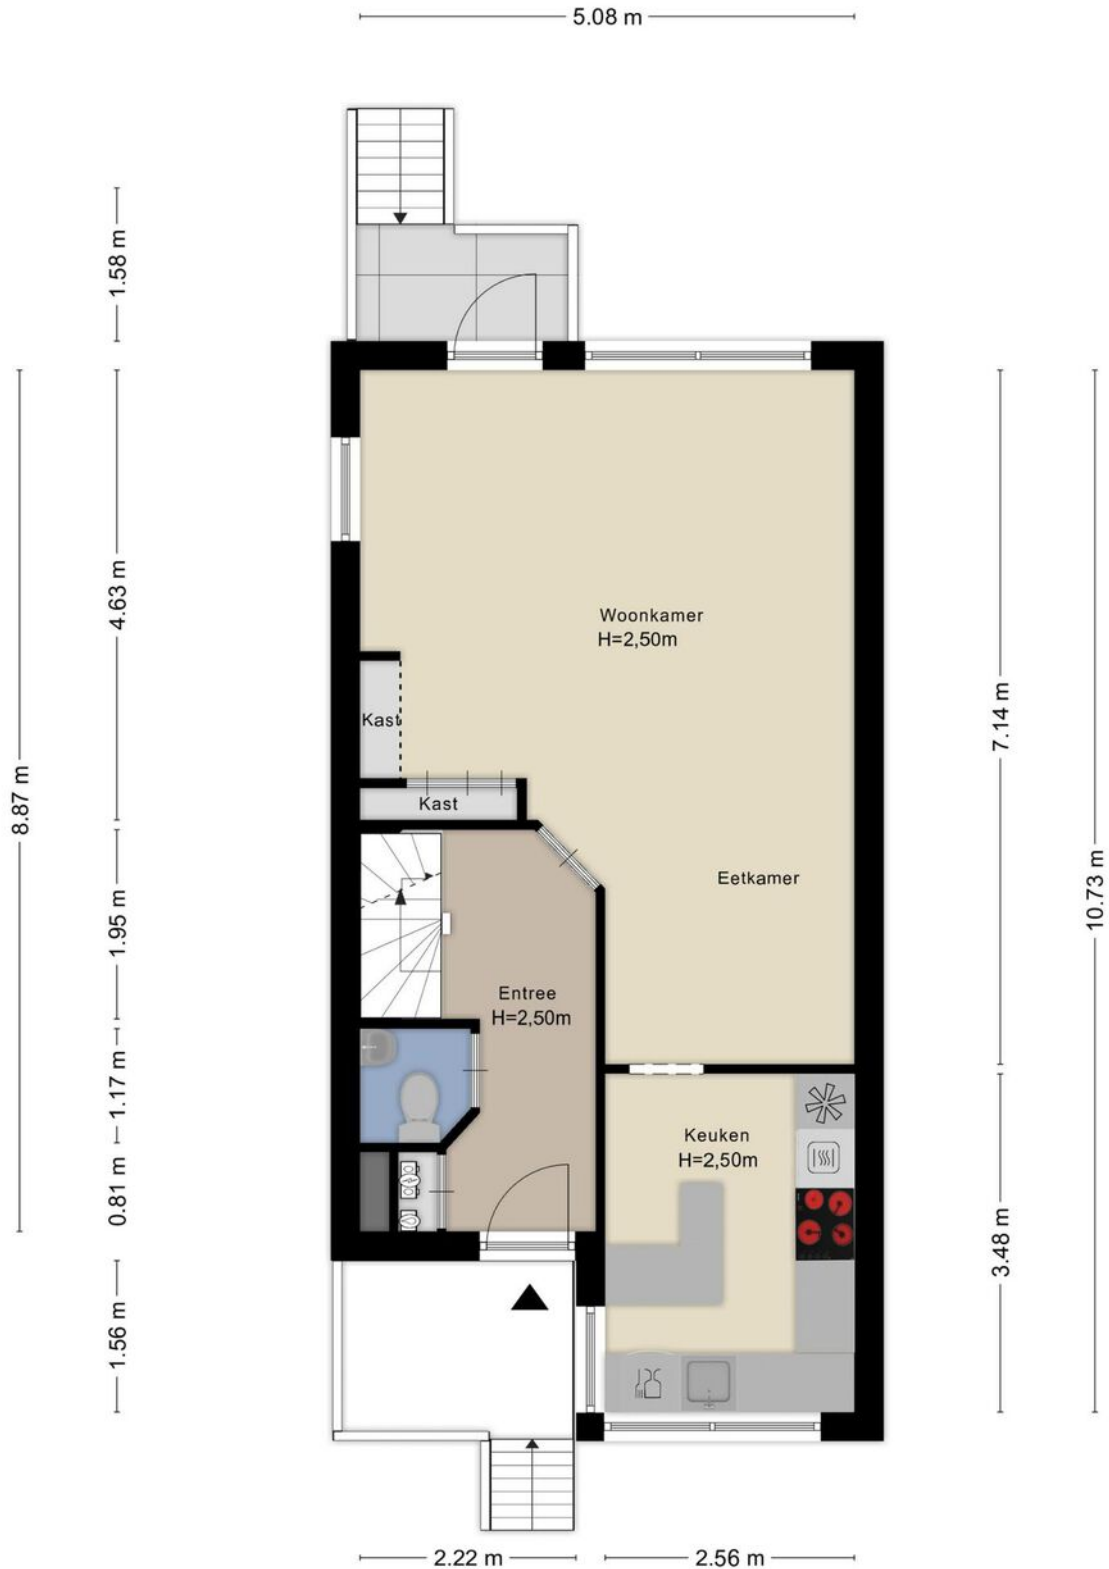 5.08 m
1.58 m
4.63 m
8.87 m
1.95 m
1.17 m
0.81 m
1.56 m
Woonkamer
H=2,50m
Kast
Kast
Eetkamer
Entree
H=2,50m
Keuken
H=2,50m
7.14 m
10.73 m
3.48 m
2.22 m
2.56 m